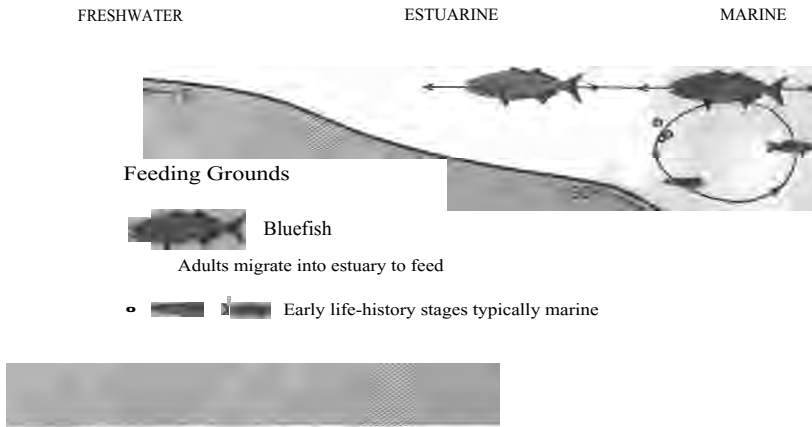 FRESHWATER ESTUARINE MARINE
Feeding Grounds
Bluefish
Adults migrate into estuary to feed
Early life-history stages typically marine